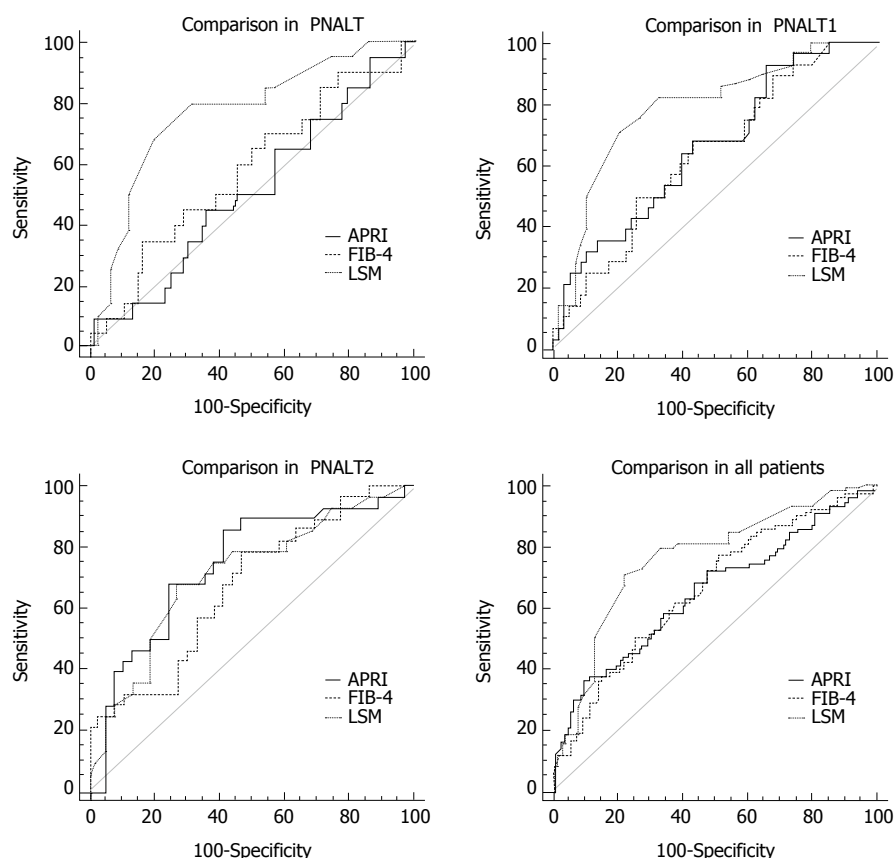 Comparison in PNALT
Sensitivity
100
80
60
40
20
0
APRI
FIB-4
LSM
0 20 40 60 80 100
100-Specificity
Comparison in PNALT1
Sensitivity
100
80
60
40
20
0
APRI
FIB-4
LSM
0 20 40 60 80 100
100-Specificity
Comparison in PNALT2
Sensitivity
100
80
60
40
20
0
APRI
FIB-4
LSM
0 20 40 60 80 100
100-Specificity
Comparison in all patients
Sensitivity
100
80
60
40
20
0
APRI
FIB-4
LSM
0 20 40 60 80 100
100-Specificity